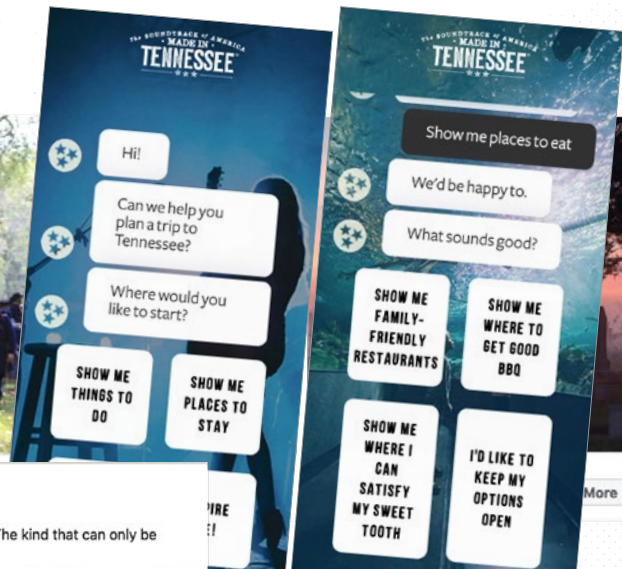 The SOUNDTRACK of AMERICA
MADE IN
TENNESSEE
Hi!
Can we help you
plan a trip to
Tennessee?
Where would you
like to start?
SHOW ME
THINGS TO
DO
SHOW ME
PLACES TO
STAY
The SOUNDTRACK of AMERICA
MADE IN
TENNESSEE
Show me places to eat
We'd be happy to.
What sounds good?
SHOW ME
FAMILY-
FRIENDLY
RESTAURANTS
SHOW ME
WHERE TO
GET GOOD
BBQ
SHOW ME
WHERE I
CAN
SATISFY
MY SWEET
TOOTH
I'D LIKE TO
KEEP MY
OPTIONS
OPEN
More
The kind that can only be